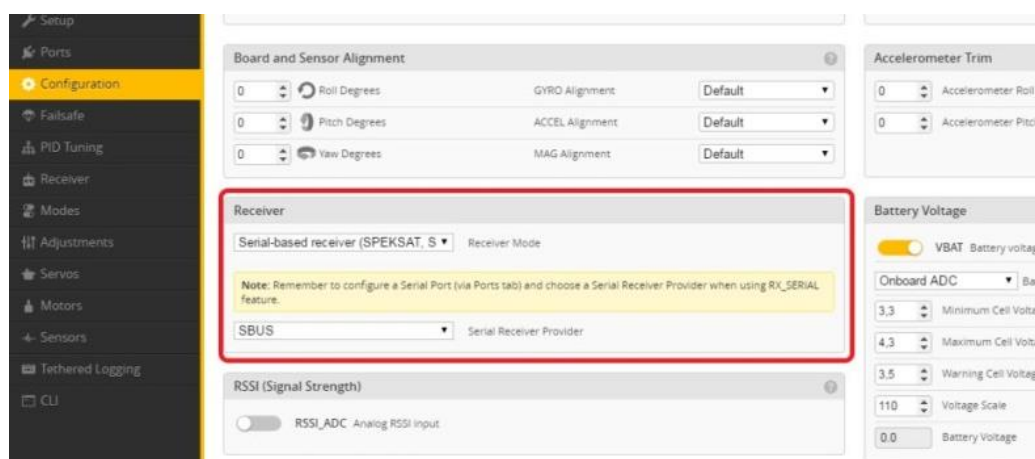 Setup
Ports
Configuration
Failsafe
PID Tuning
Receiver
Modes
Adjustments
Servos
Motors
Sensors
Tethered Logging
CLI
Board and Sensor Alignment
0 Roll Degrees GYRO Alignment Default
0 Pitch Degrees ACCEL Alignment Default
0 Yaw Degrees MAG Alignment Default
Receiver
Serial-based receiver (SPEKSAT, S Receiver Mode
Note: Remember to configure a Serial Port (via Ports tab) and choose a Serial Receiver Provider when using RX_SERIAL
feature.
SBUS Serial Receiver Provider
RSSI (Signal Strength)
RSSI_ADC Analog RSSI input
Accelerometer Trim
0 Accelerometer Roll
0 Accelerometer Pitc
Battery Voltage
VBAT Battery voltag
Onboard ADC Ba
3,3 Minimum Cell Volta
4,3 Maximum Cell Volta
3,5 Warning Cell Voltag
110 Voltage Scale
0.0 Battery Voltage